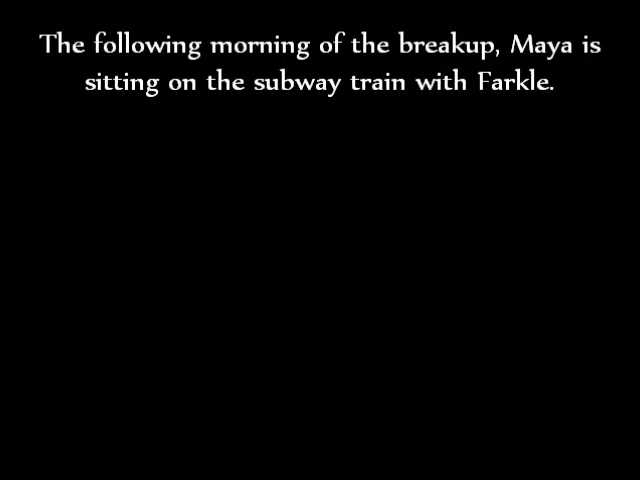 The following morning of the breakup, Maya is
sitting on the subway train with Farkle.